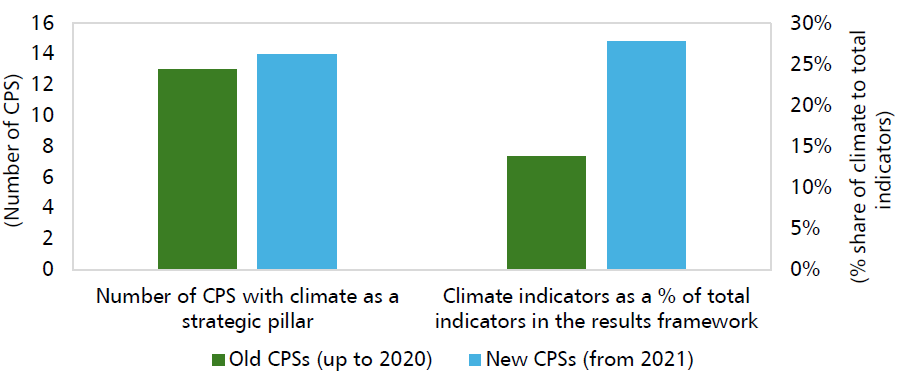 16
14
12
10
8
6
4
2
0
(Number of CPS)
30%
25%
20%
15%
10%
5%
0%
(% share of climate to total
indicators)
Number of CPS with climate as a
strategic pillar
Climate indicators as a % of total
indicators in the results framework
Old CPSs (up to 2020)
New CPSs (from 2021)